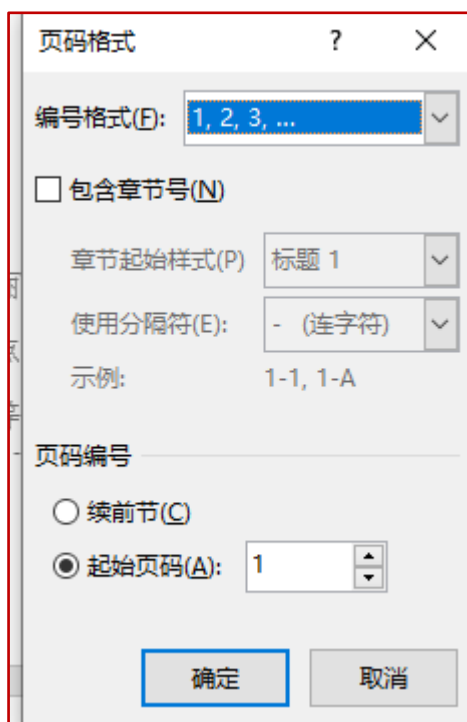 页码格式 ?
编号格式(F): 1, 2, 3, ...
包含章节号(N)
章节起始样式(P) 标题 1
使用分隔符(E): - (连字符)
示例: 1-1, 1-A
页码编号
续前节(C)
起始页码(A): 1
确定 取消